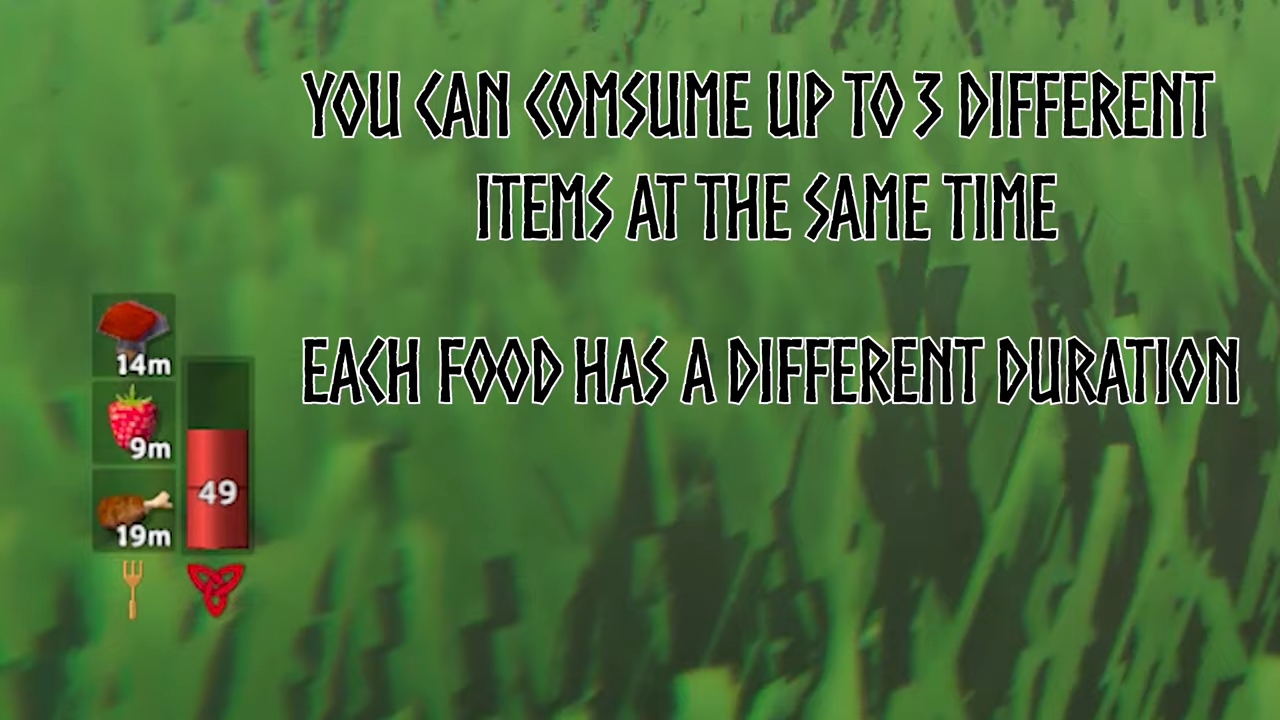 YOU CAN COMSUME UP TO 3 DIFFERENT
ITEMS AT THE SAME TIME
EACH FOOD HAS A DIFFERENT DURATION
14m
9m
49
19m